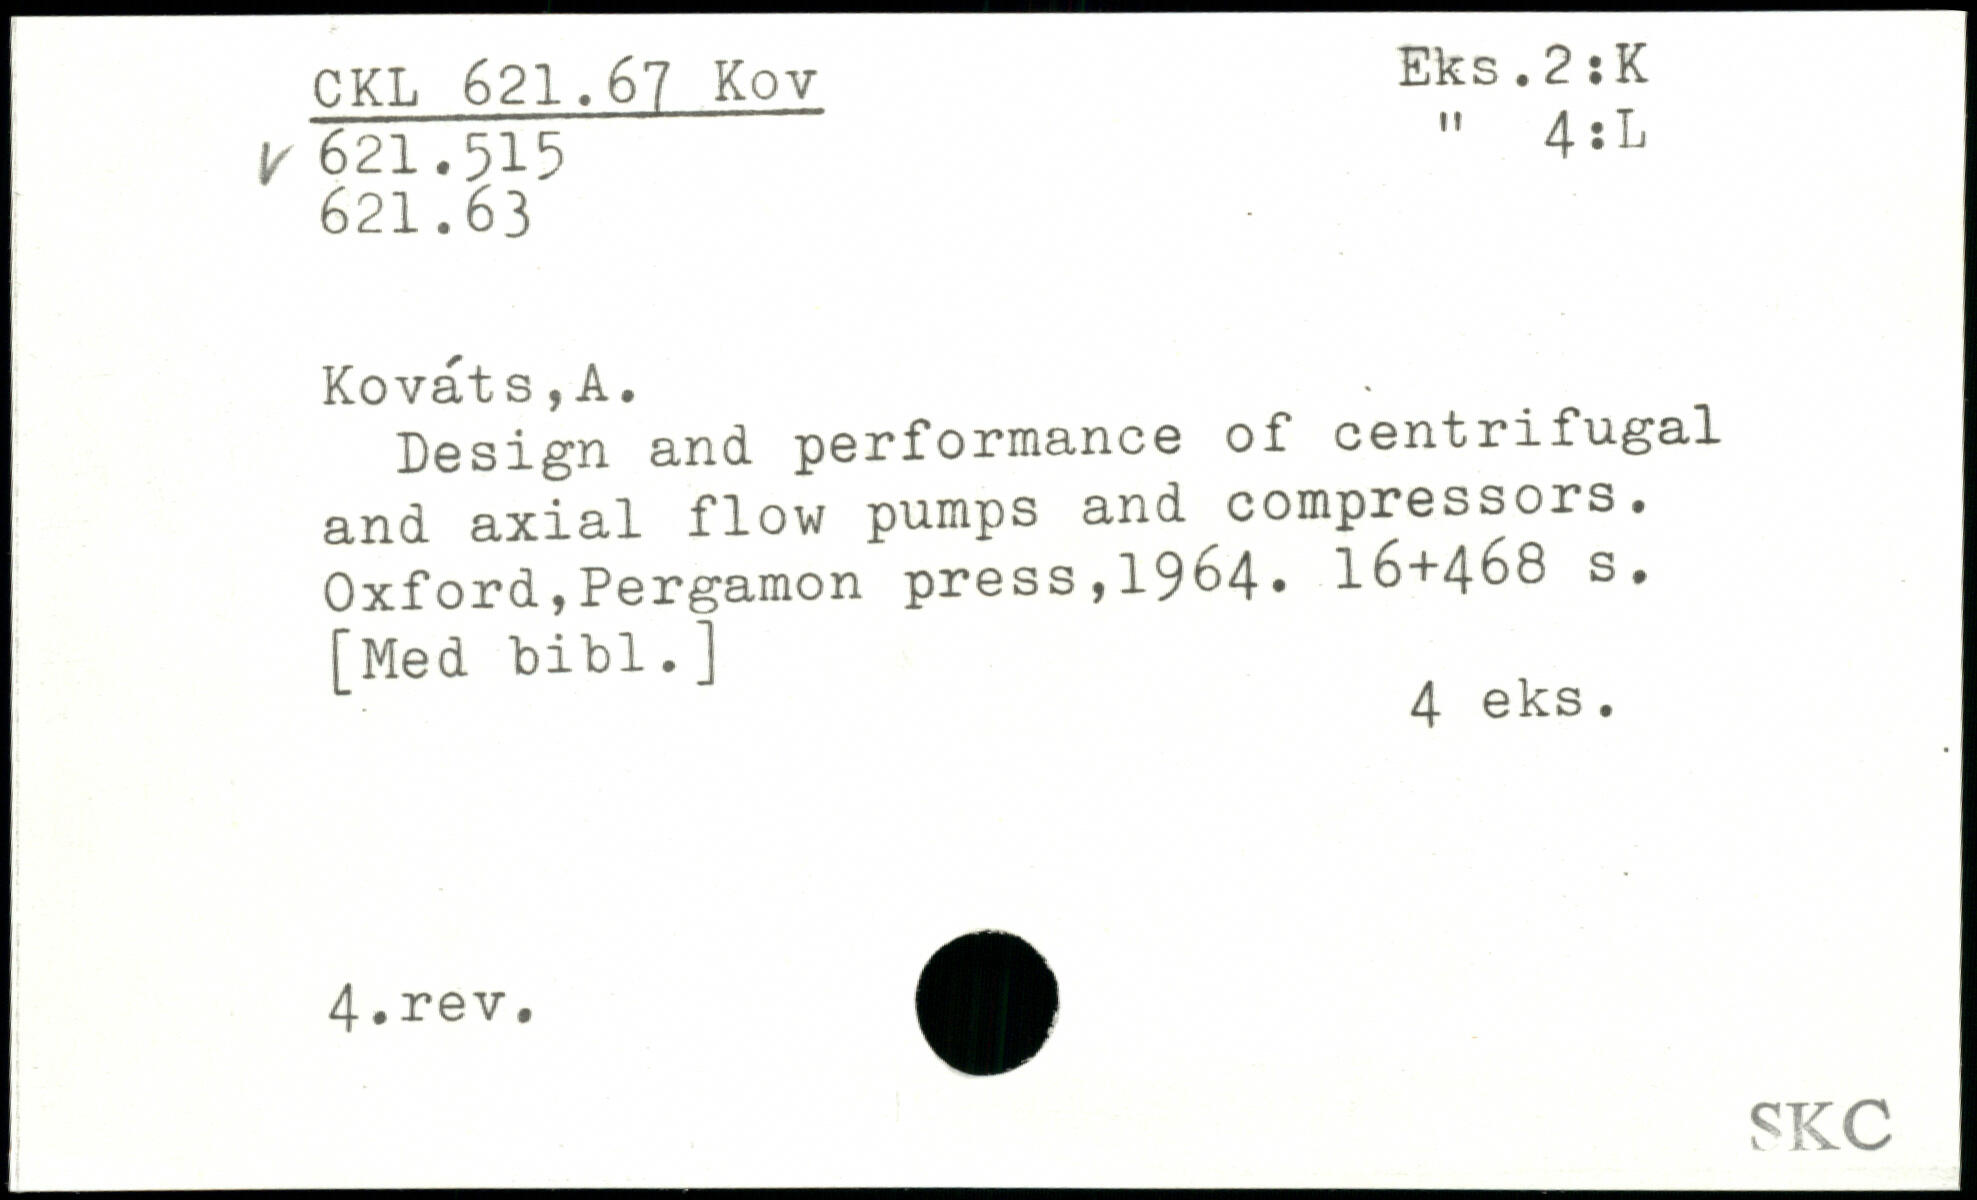 CKL 621.67 Kov
Eks.2:K
" 4:L
V 621.515
621.63
Kováts,A.
Design and performance of centrifugal
and axial flow pumps and compressors.
Oxford,Pergamon press,1964. 16+468 s.
[Med bibl.]
4 eks.
4.rev.
SKC